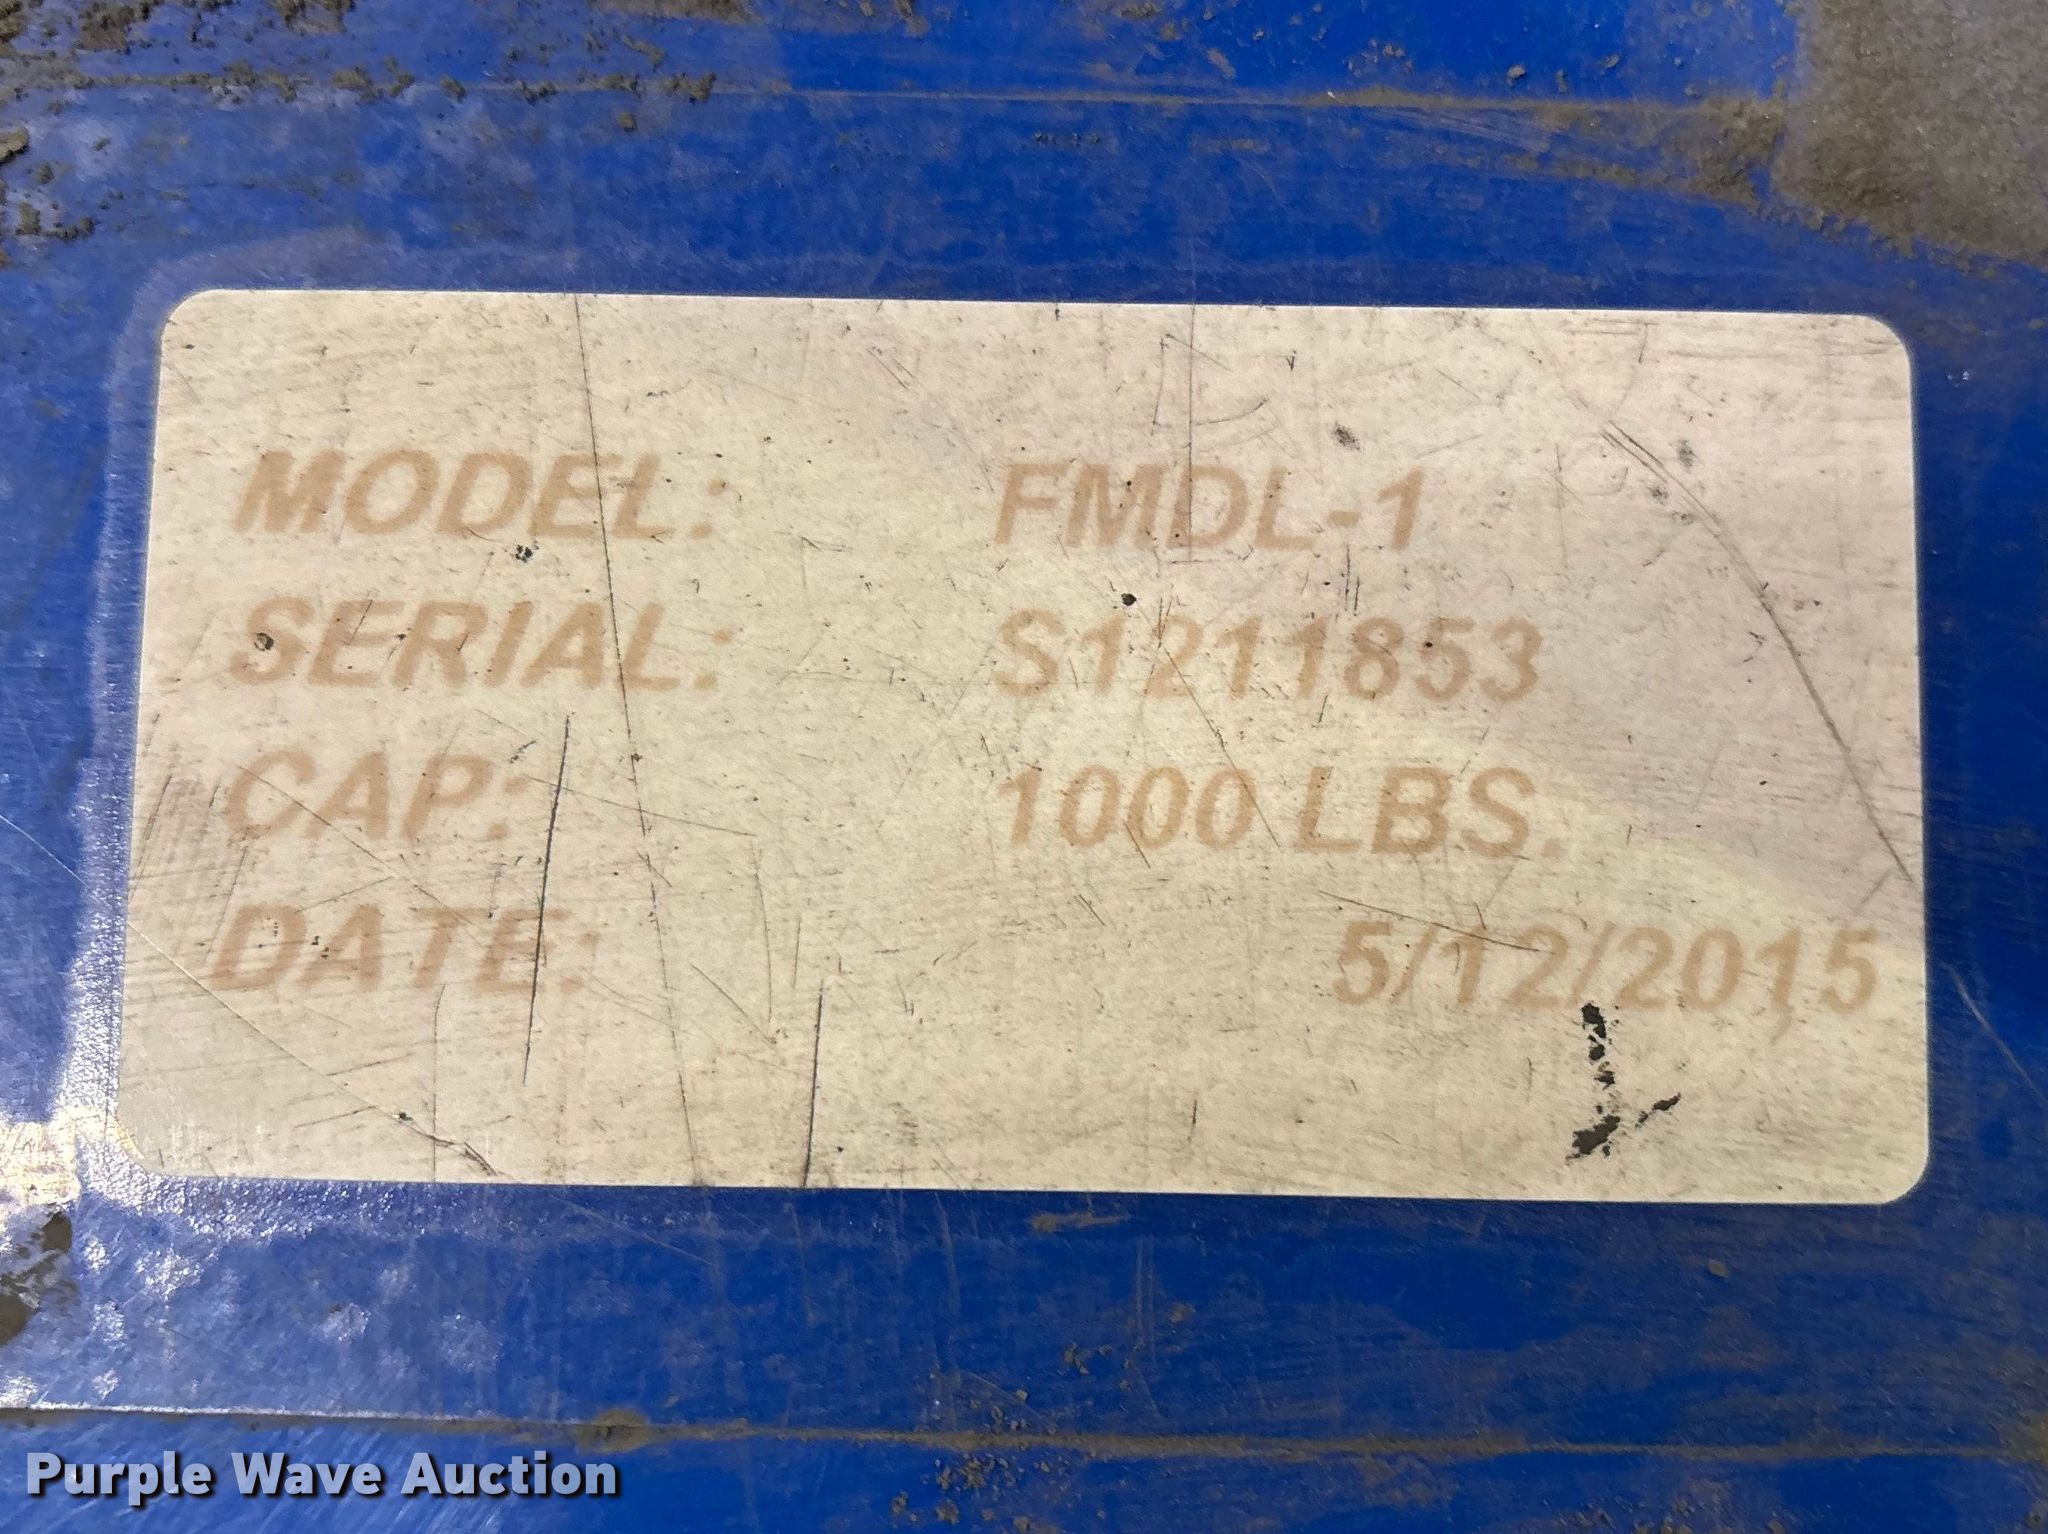 MODEL: FMDL-1
SERIAL: S1211853
CAP: 1000 LBS.
DATE: 5/12/2015
Purple Wave Auction